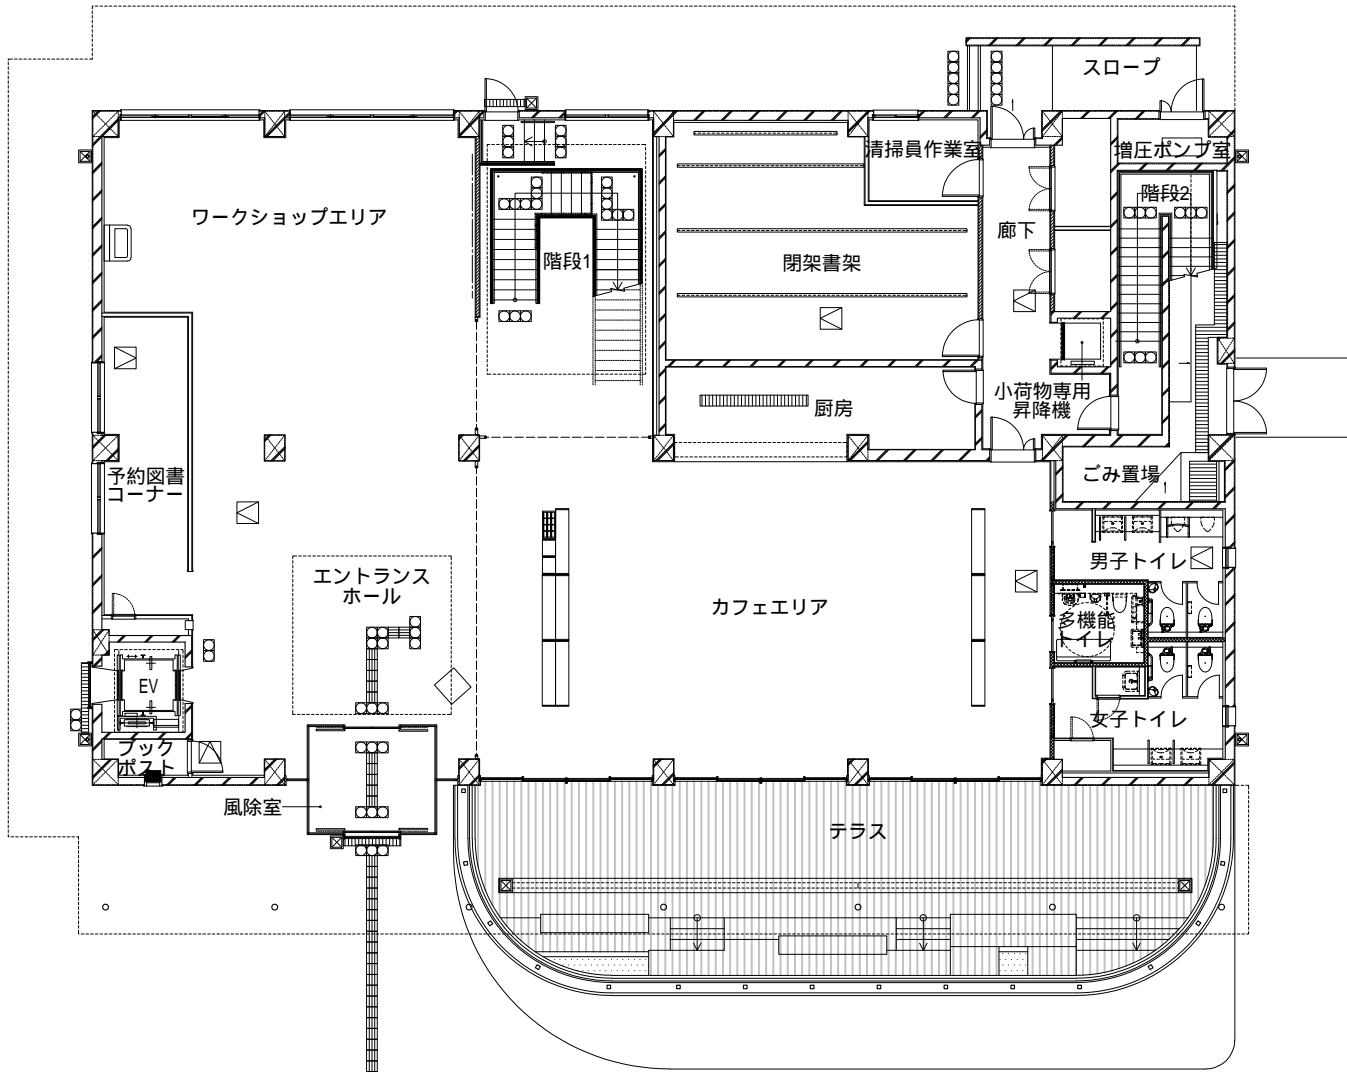 スロープ
清掃員作業室
増圧ポンプ室
階段2
ワークショップエリア
廊下
階段1
閉架書架
小荷物専用
昇降機
厨房
予約図書
コーナー
ごみ置場
男子トイレ
エントランス
ホール
カフェエリア
多機能
トイレ
EV
女子トイレ
ブック
ポスト
風除室
テラス